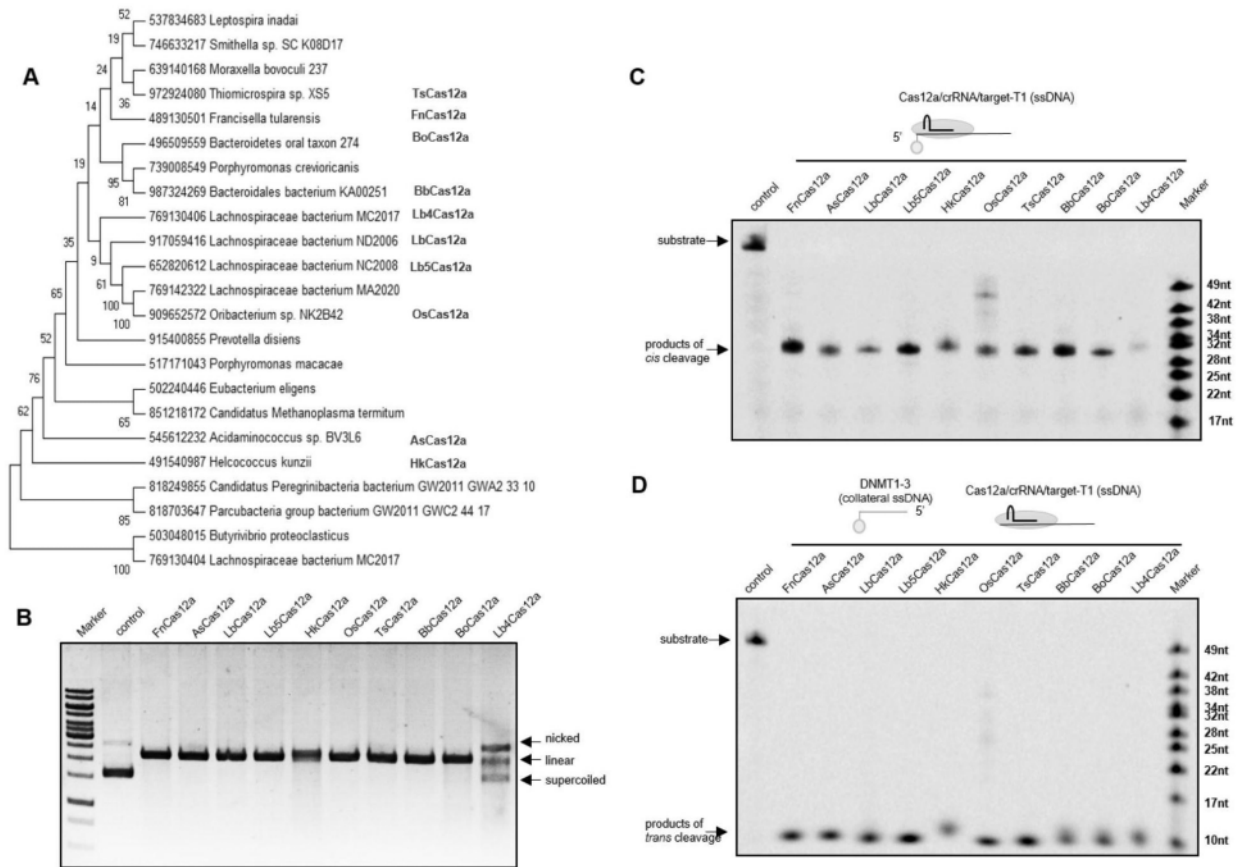 A
52
537834683 Leptospira inadai
19
746633217 Smithella sp. SC K08D17
24
639140168 Moraxella bovoculi 237
972924080 Thiomicrospira sp. XS5 TsCas12a
36
14
489130501 Francisella tularensis FnCas12a
496509559 Bacteroidetes oral taxon 274 BoCas12a
19
739008549 Porphyromonas crevioricanis
95
987324269 Bacteroidales bacterium KA00251 BbCas12a
81
769130406 Lachnospiraceae bacterium MC2017 Lb4Cas12a
35
917059416 Lachnospiraceae bacterium ND2006 LbCas12a
9
652820612 Lachnospiraceae bacterium NC2008 Lb5Cas12a
61
769142322 Lachnospiraceae bacterium MA2020
65
100
909652572 Oribacterium sp. NK2B42 OsCas12a
100
915400855 Prevotella disiens
52
517171043 Porphyromonas macacae
76
502240446 Eubacterium eligens
851218172 Candidatus Methanoplasma termitum
65
62
545612232 Acidaminococcus sp. BV3L6 AsCas12a
491540987 Helcococcus kunzii HkCas12a
818249855 Candidatus Peregrinibacteria bacterium GW2011 GWA2 33 10
818703647 Parcubacteria group bacterium GW2011 GWC2 44 17
85
503048015 Butyrivibrio proteoclasticus
769130404 Lachnospiraceae bacterium MC2017
100
B
Marker control FnCas12a AsCas12a LbCas12a Lb5Cas12a HkCas12a OsCas12a TsCas12a BbCas12a BoCas12a Lb4Cas12a
nicked
linear
supercoiled
C
Cas12a/crRNA/target-T1 (ssDNA)
5'
control FnCas12a AsCas12a LbCas12a Lb5Cas12a HkCas12a OsCas12a TsCas12a BbCas12a BoCas12a Lb4Cas12a Marker
substrate
49nt
42nt
38nt
34nt
32nt
products of
cis cleavage
28nt
25nt
22nt
17nt
D
DNMT1-3
(collateral ssDNA)
5'
Cas12a/crRNA/target-T1 (ssDNA)
control FnCas12a AsCas12a LbCas12a Lb5Cas12a HkCas12a OsCas12a TsCas12a BbCas12a BoCas12a Lb4Cas12a Marker
substrate
49nt
42nt
38nt
34nt
32nt
28nt
25nt
22nt
17nt
products of
trans cleavage
10nt